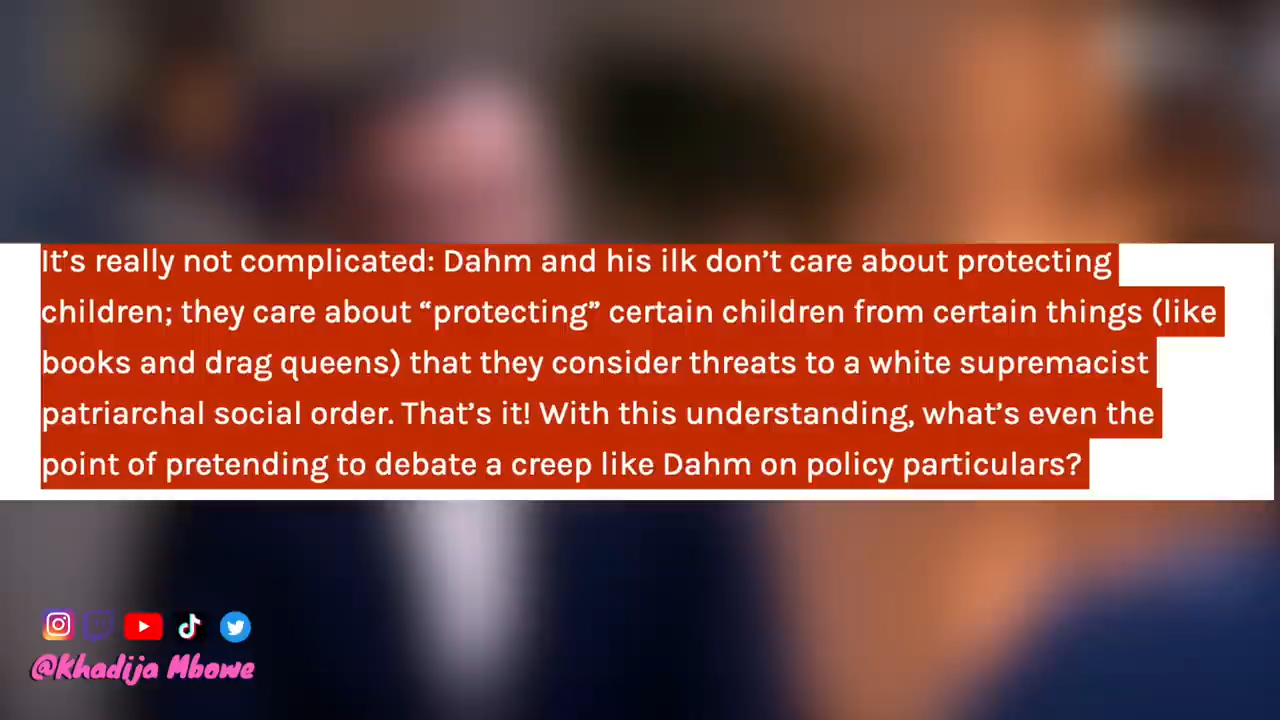 It’s really not complicated: Dahm and his ilk don’t care about protecting
children; they care about “protecting” certain children from certain things (like
books and drag queens) that they consider threats to a white supremacist
patriarchal social order. That’s it! With this understanding, what’s even the
point of pretending to debate a creep like Dahm on policy particulars?
@Khadija Mbowe